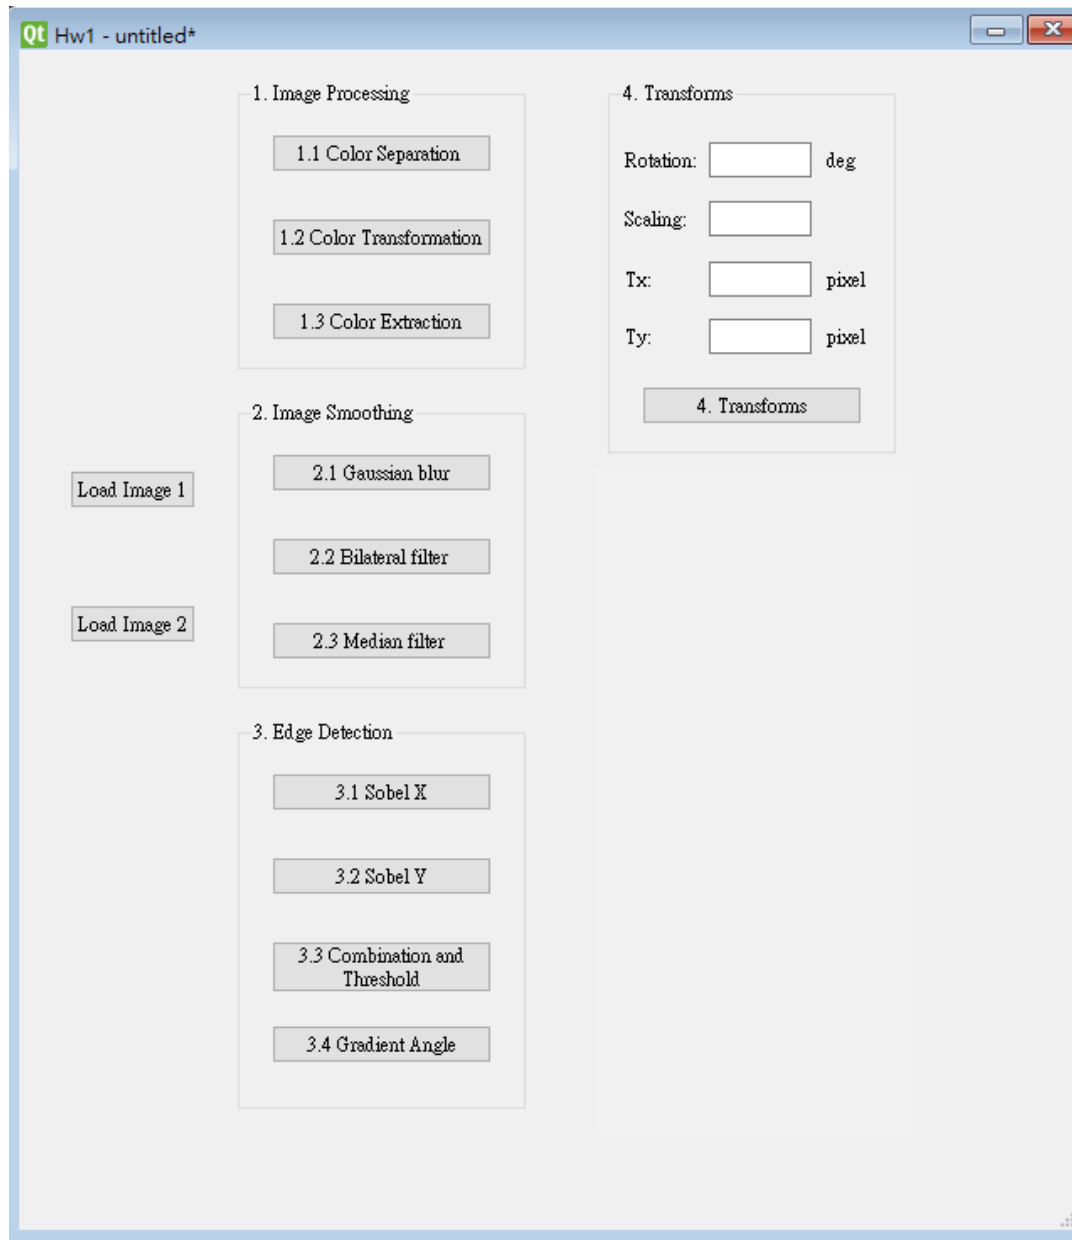 Qt Hw1 - untitled*
1. Image Processing
1.1 Color Separation
1.2 Color Transformation
1.3 Color Extraction
Load Image 1
Load Image 2
2. Image Smoothing
2.1 Gaussian blur
2.2 Bilateral filter
2.3 Median filter
3. Edge Detection
3.1 Sobel X
3.2 Sobel Y
3.3 Combination and
Threshold
3.4 Gradient Angle
4. Transforms
Rotation: deg
Scaling:
Tx: pixel
Ty: pixel
4. Transforms